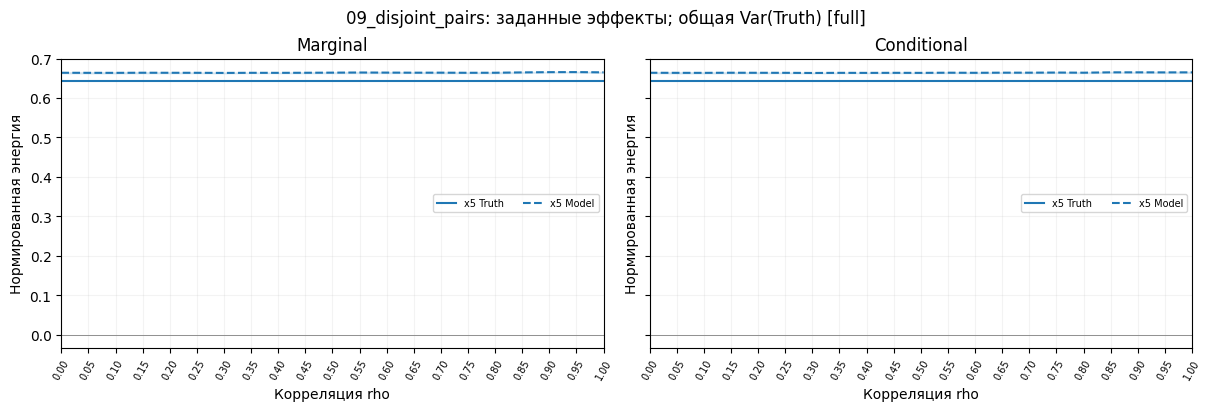 09_disjoint_pairs: заданные эффекты; общая Var(Truth) [full]
Marginal
Нормированная энергия
0.7
0.6
0.5
0.4
0.3
0.2
0.1
0.0
x5 Truth x5 Model
0.00 0.05 0.10 0.15 0.20 0.25 0.30 0.35 0.40 0.45 0.50 0.55 0.60 0.65 0.70 0.75 0.80 0.85 0.90 0.95 1.00
Корреляция rho
Conditional
Нормированная энергия
x5 Truth x5 Model
0.00 0.05 0.10 0.15 0.20 0.25 0.30 0.35 0.40 0.45 0.50 0.55 0.60 0.65 0.70 0.75 0.80 0.85 0.90 0.95 1.00
Корреляция rho